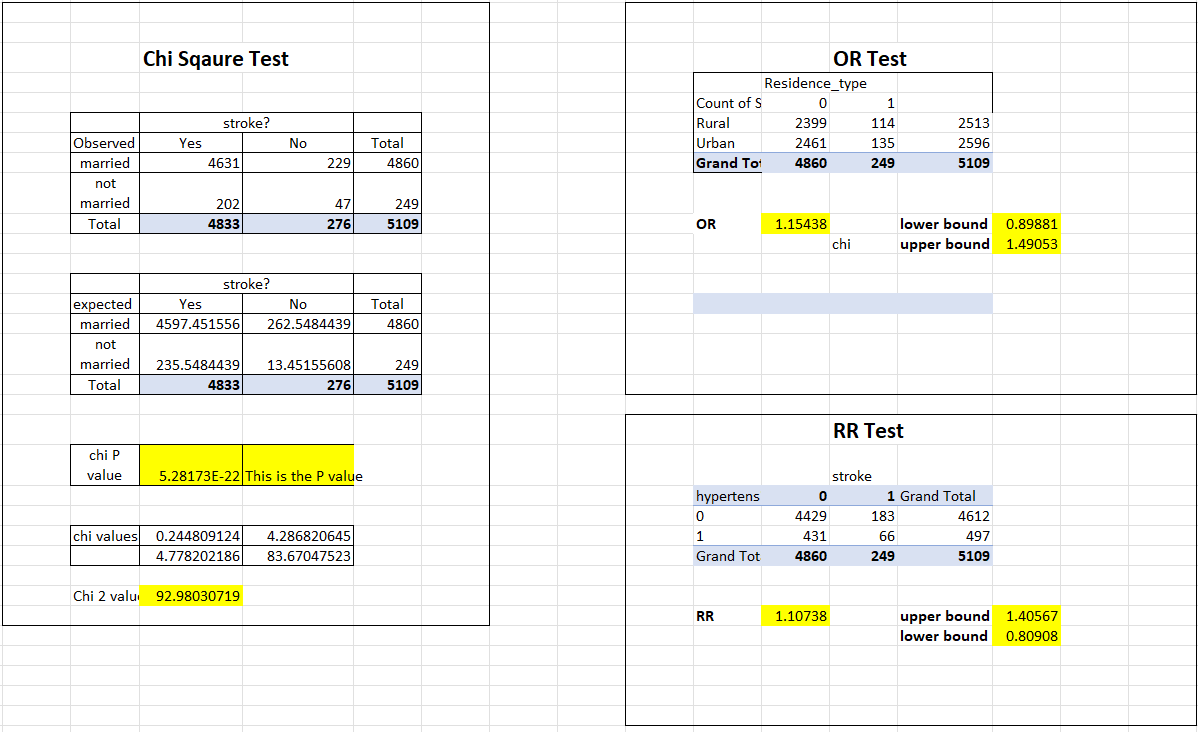 Chi Sqaure Test
stroke?
Observed Yes No Total
married 4631 229 4860
not
married 202 47 249
Total 4833 276 5109
stroke?
expected Yes No Total
married 4597.451556 262.5484439 4860
not
married 235.5484439 13.45155608 249
Total 4833 276 5109
chi P
value 5.28173E-22 This is the P value
chi values 0.244809124 4.286820645
4.778202186 83.67047523
Chi 2 valu 92.98030719
OR Test
Residence_type
Count of S 0 1
Rural 2399 114 2513
Urban 2461 135 2596
Grand Tot 4860 249 5109
OR 1.15438 lower bound 0.89881
chi upper bound 1.49053
RR Test
stroke
hypertens 0 1 Grand Total
0 4429 183 4612
1 431 66 497
Grand Tot 4860 249 5109
RR 1.10738 upper bound 1.40567
lower bound 0.80908